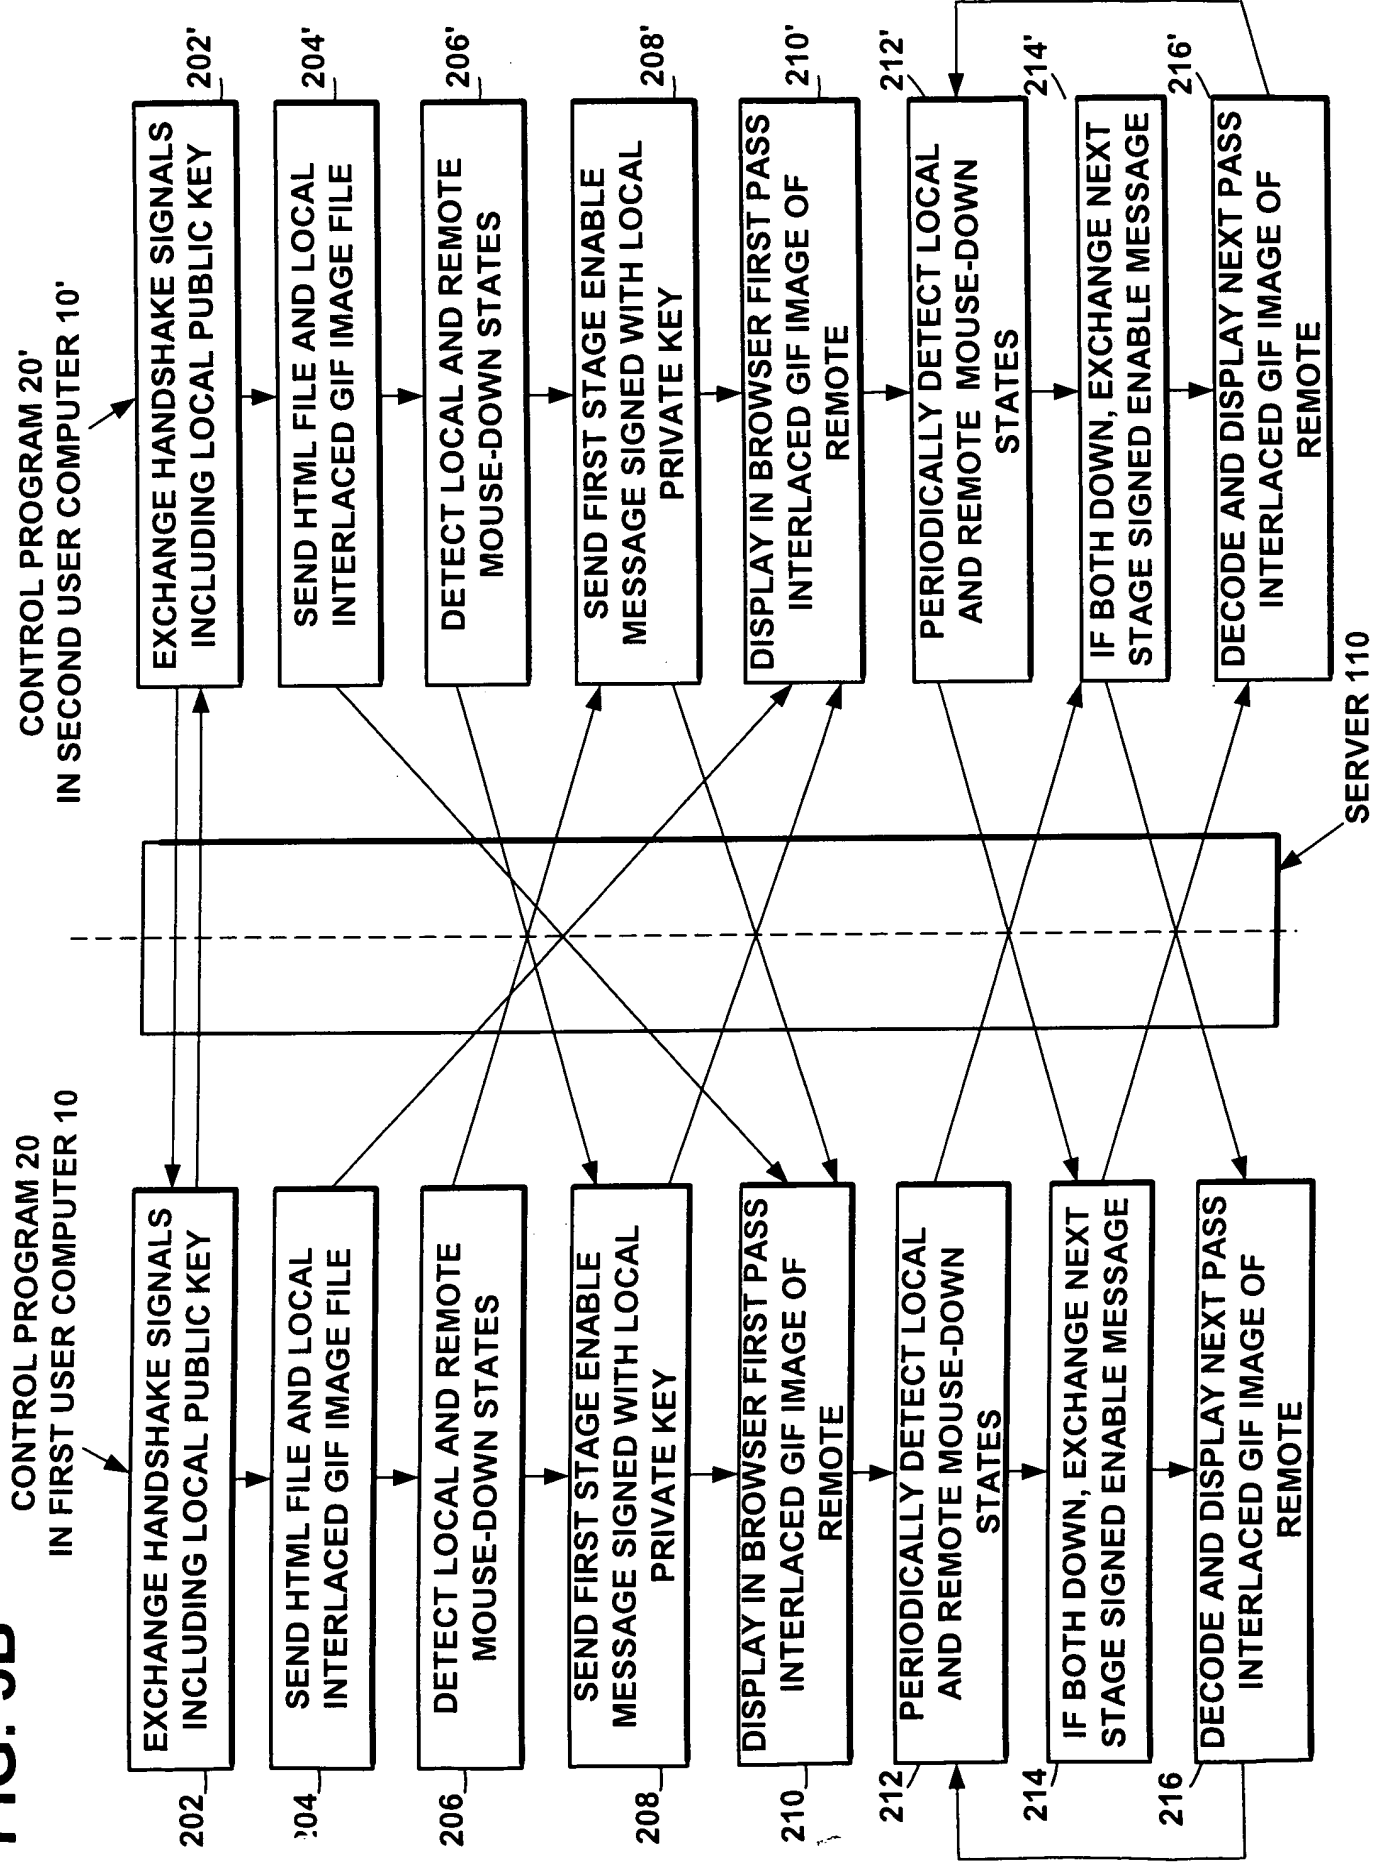 CONTROL PROGRAM 20
IN FIRST USER COMPUTER 10
202
EXCHANGE HANDSHAKE SIGNALS
INCLUDING LOCAL PUBLIC KEY
SEND HTML FILE AND LOCAL
INTERLACED GIF IMAGE FILE
206
DETECT LOCAL AND REMOTE
MOUSE-DOWN STATES
208
SEND FIRST STAGE ENABLE
MESSAGE SIGNED WITH LOCAL
PRIVATE KEY
210
DISPLAY IN BROWSER FIRST PASS
INTERLACED GIF IMAGE OF
REMOTE
212
PERIODICALLY DETECT LOCAL
AND REMOTE MOUSE-DOWN
STATES
214
IF BOTH DOWN, EXCHANGE NEXT
STAGE SIGNED ENABLE MESSAGE
216
DECODE AND DISPLAY NEXT PASS
INTERLACED GIF IMAGE OF
REMOTE
CONTROL PROGRAM 20'
IN SECOND USER COMPUTER 10'
EXCHANGE HANDSHAKE SIGNALS
INCLUDING LOCAL PUBLIC KEY
202'
SEND HTML FILE AND LOCAL
INTERLACED GIF IMAGE FILE
204'
DETECT LOCAL AND REMOTE
MOUSE-DOWN STATES
206'
SEND FIRST STAGE ENABLE
MESSAGE SIGNED WITH LOCAL
PRIVATE KEY
208'
DISPLAY IN BROWSER FIRST PASS
INTERLACED GIF IMAGE OF
REMOTE
210'
PERIODICALLY DETECT LOCAL
AND REMOTE MOUSE-DOWN
STATES
212'
IF BOTH DOWN, EXCHANGE NEXT
STAGE SIGNED ENABLE MESSAGE
214'
DECODE AND DISPLAY NEXT PASS
INTERLACED GIF IMAGE OF
REMOTE
216'
SERVER 110